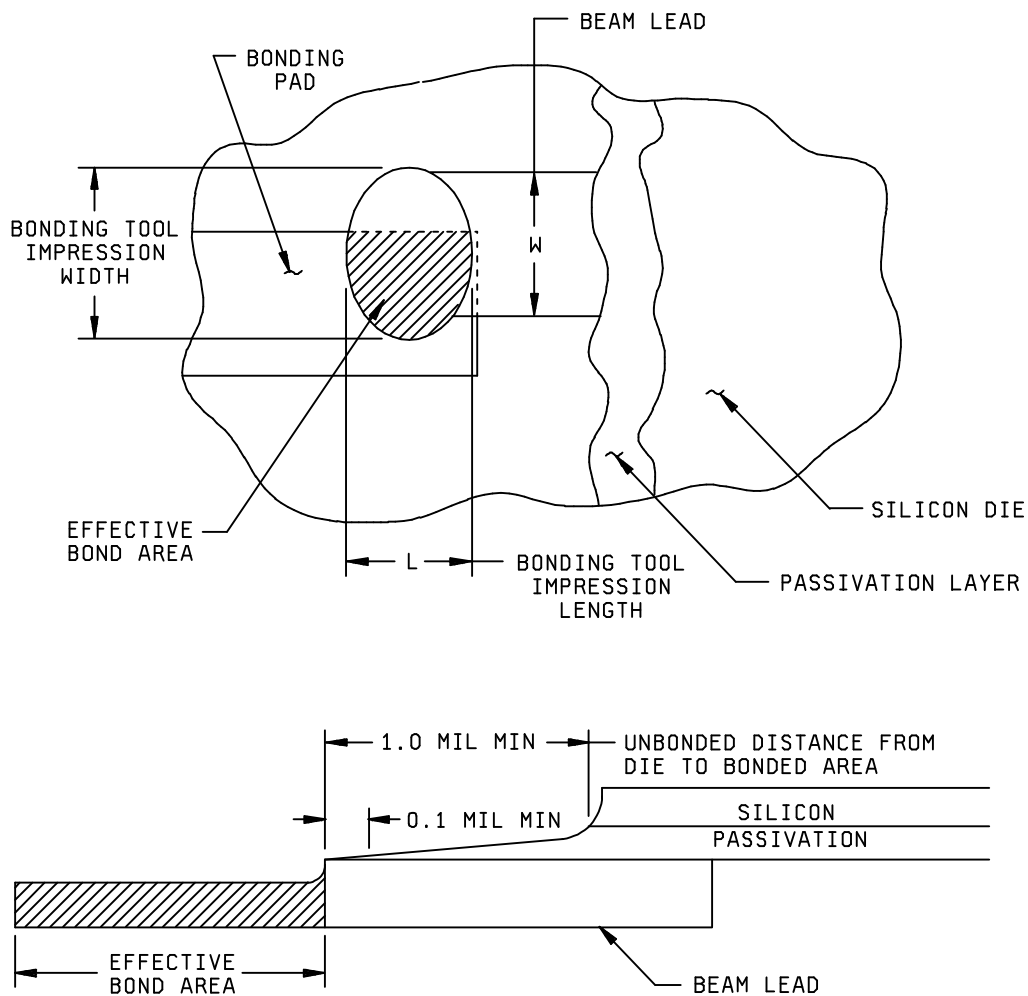 BEAM LEAD
BONDING
PAD
BONDING TOOL
IMPRESSION
WIDTH
W
EFFECTIVE
BOND AREA
L
BONDING TOOL
IMPRESSION
LENGTH
SILICON DIE
PASSIVATION LAYER
1.0 MIL MIN
UNBONDED DISTANCE FROM
DIE TO BONDED AREA
0.1 MIL MIN
SILICON
PASSIVATION
EFFECTIVE
BOND AREA
BEAM LEAD